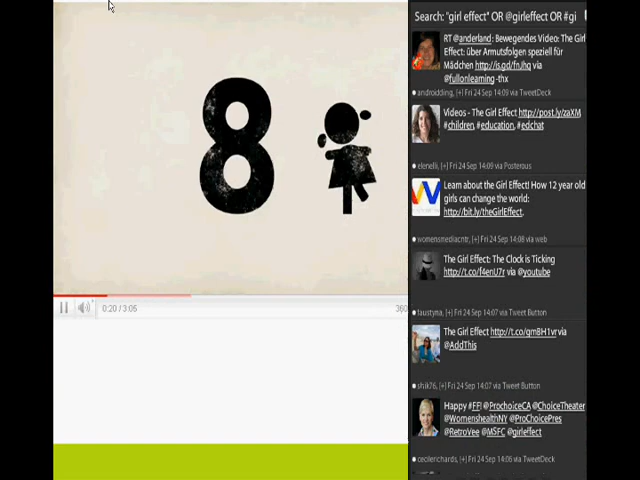 8
0:20 / 3:05
360
Search: "girl effect" OR @girleffect OR #gi
RT @anderland: Bewegendes Video: The Girl
Effect: über Armutsfolgen speziell für
Mädchen http://is.gd/fnJhq via
@fullonlearning -thx
androidding, [+] Fri 24 Sep 14:09 via TweetDeck
Videos - The Girl Effect http://post.ly/zaXM
#children, #education, #edchat
elenelli, [+] Fri 24 Sep 14:09 via Posterous
Learn about the Girl Effect! How 12 year old
girls can change the world:
http://bit.ly/theGirlEffect.
womensmediacntr, [+] Fri 24 Sep 14:08 via web
The Girl Effect: The Clock is Ticking
http://t.co/f4enU7r via @youtube
faustyna, [+] Fri 24 Sep 14:07 via Tweet Button
The Girl Effect http://t.co/gm8H1vr via
@AddThis
shik76, [+] Fri 24 Sep 14:07 via Tweet Button
Happy #FF! @ProchoiceCA @ChoiceTheater
@WomenshealthNY @ProChoicePres
@RetroVee @MSFC @girleffect
cecilerichards, [+] Fri 24 Sep 14:06 via TweetDeck